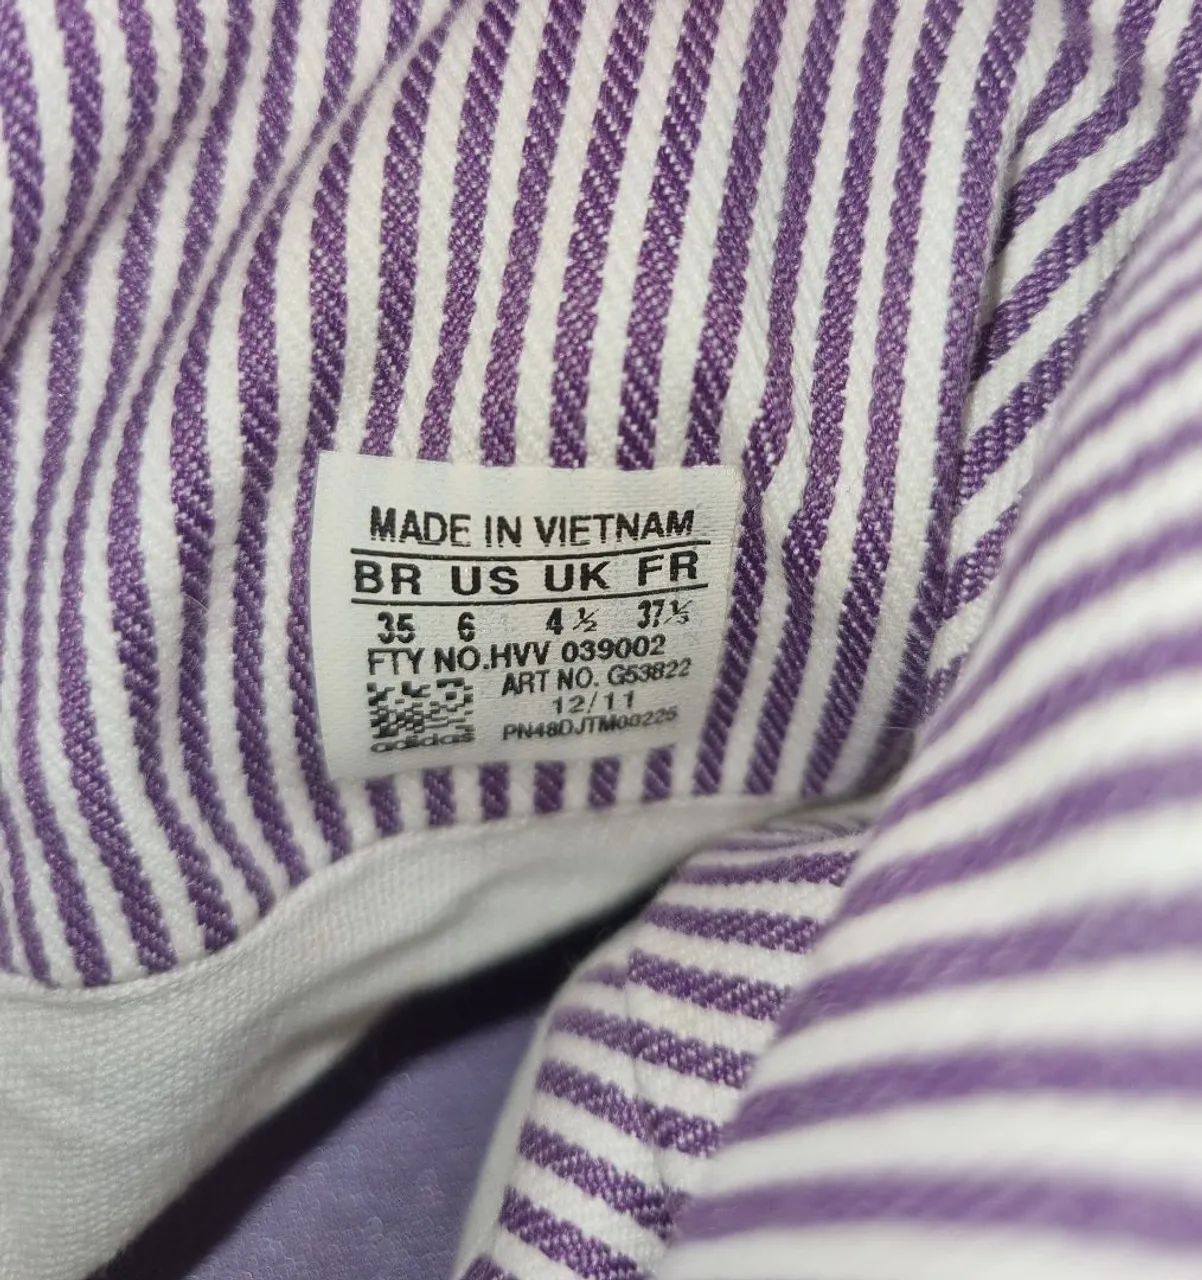 MADE IN VIETNAM
BR US UK FR
35 6 4 ½ 37 ⅓
FTY NO.HVV 039002
ART NO. G53822
12/11
PN48DJTM00225
adidas